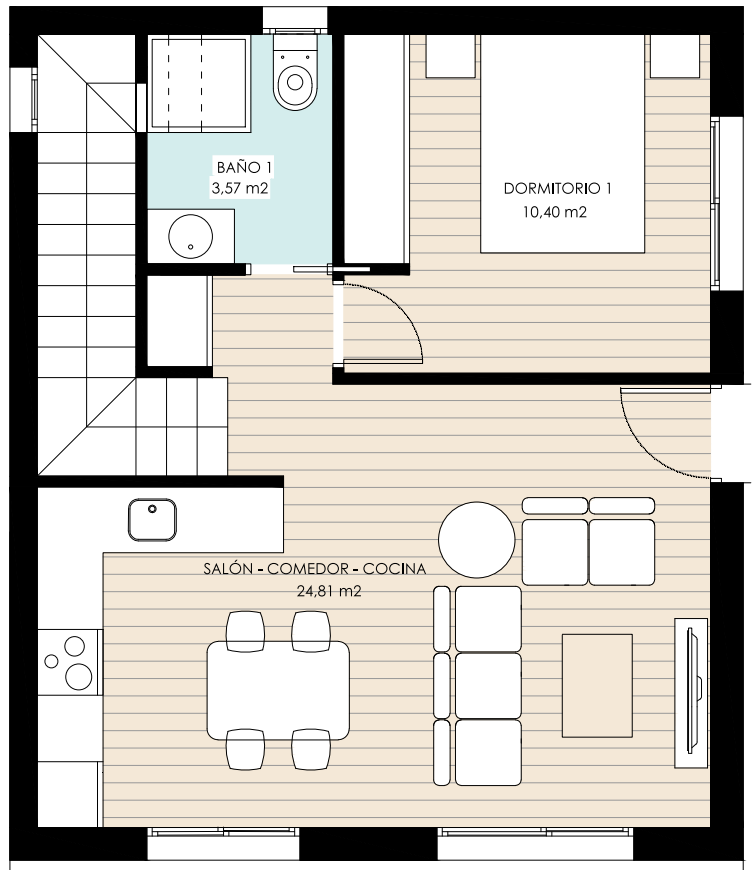 BAÑO 1
3,57 m2
DORMITORIO 1
10,40 m2
SALÓN - COMEDOR - COCINA
24,81 m2